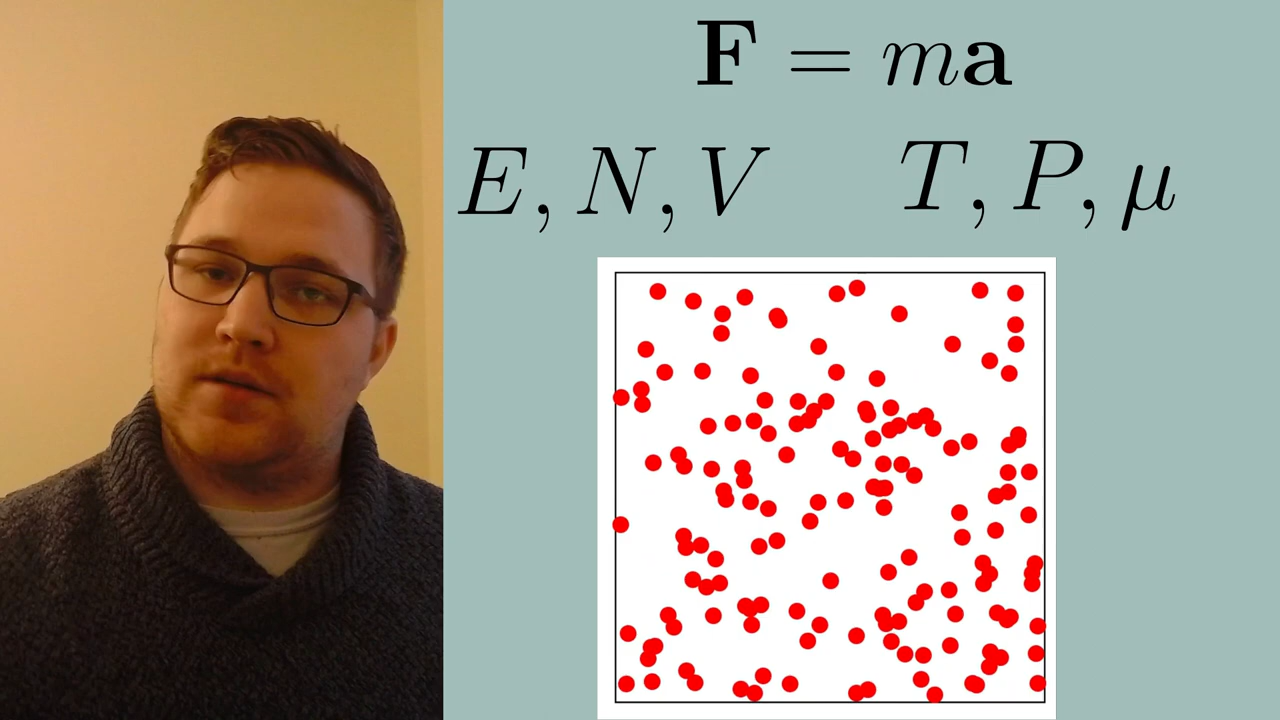 F = ma
E, N, V T, P, μ